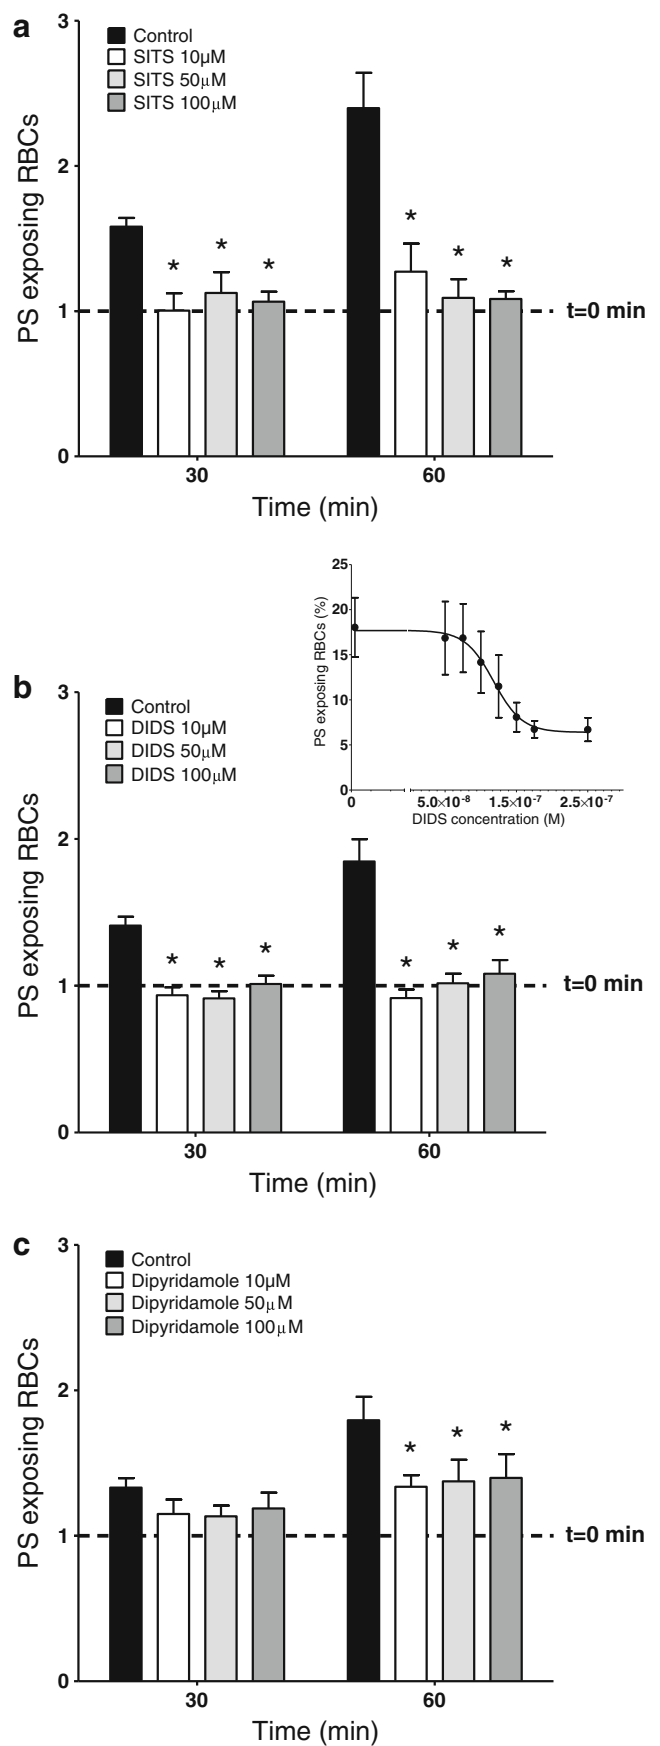 a
3
2
1
0
PS exposing RBCs
Control
SITS 10µM
SITS 50µM
SITS 100µM
* * *
* * *
t=0 min
30 60
Time (min)
b
3
2
1
0
PS exposing RBCs
Control
DIDS 10µM
DIDS 50µM
DIDS 100µM
25
20
15
10
5
0
PS exposing RBCs (%)
0 5.0×10⁻⁸ 1.5×10⁻⁷ 2.5×10⁻⁷
DIDS concentration (M)
* * *
* * *
t=0 min
30 60
Time (min)
c
3
2
1
0
PS exposing RBCs
Control
Dipyridamole 10µM
Dipyridamole 50µM
Dipyridamole 100µM
* * *
t=0 min
30 60
Time (min)